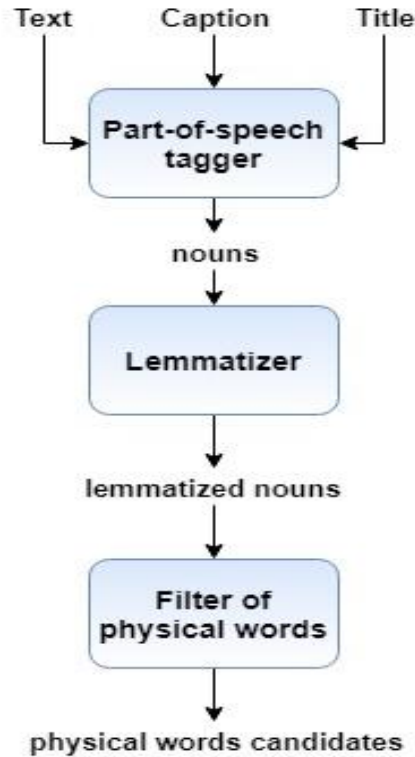 Text Caption Title
Part-of-speech
tagger
nouns
Lemmatizer
lemmatized nouns
Filter of
physical words
physical words candidates